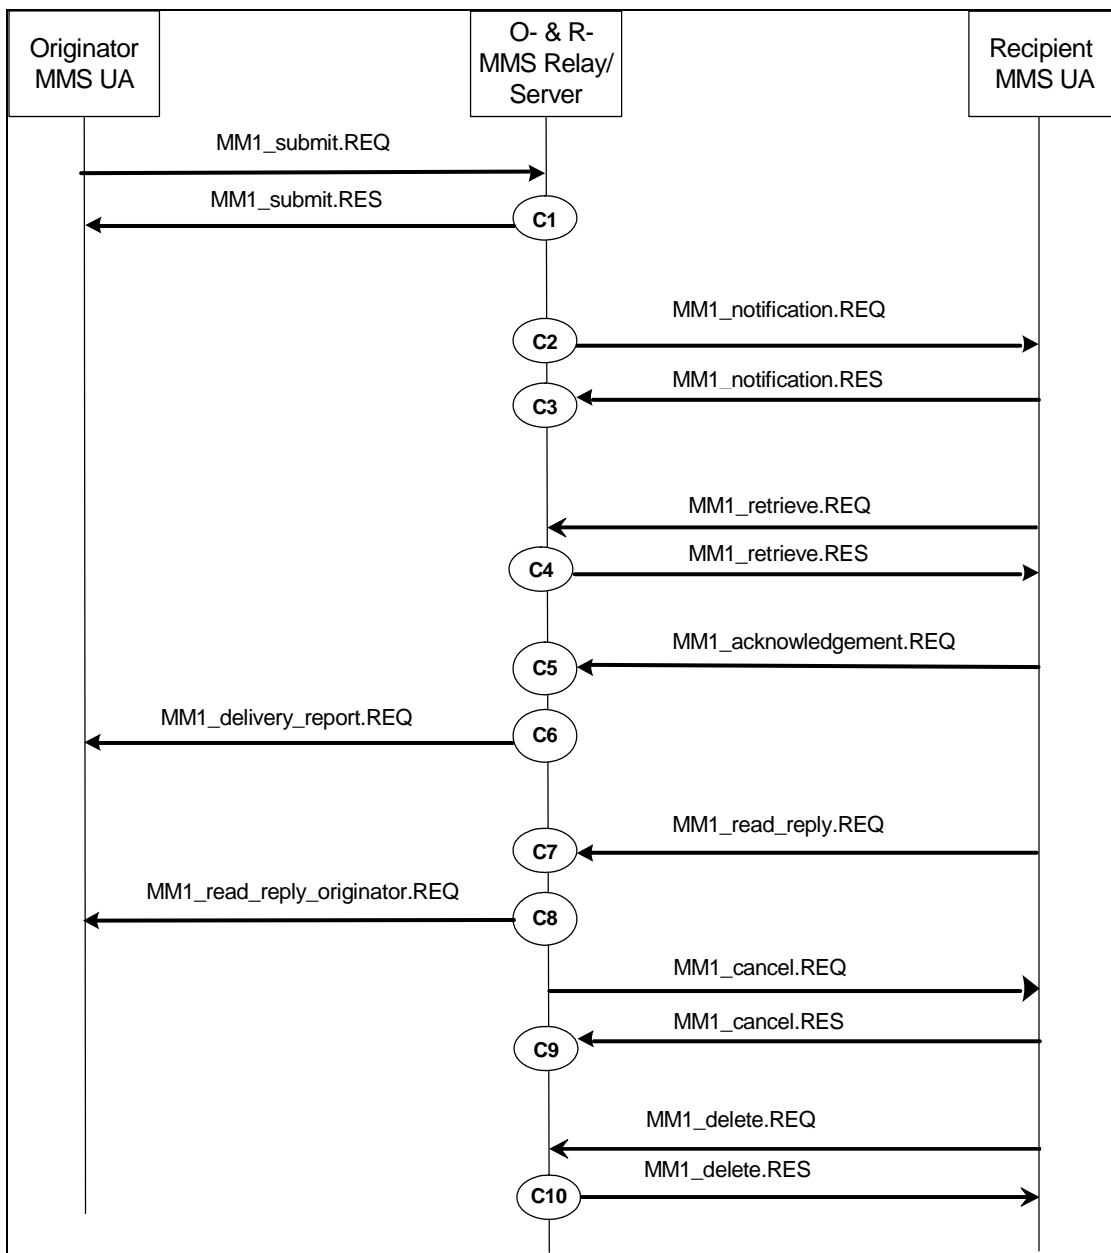 Originator
MMS UA
O- & R-
MMS Relay/
Server
Recipient
MMS UA
MM1_submit.REQ
MM1_submit.RES
C1
MM1_notification.REQ
C2
MM1_notification.RES
C3
MM1_retrieve.REQ
MM1_retrieve.RES
C4
MM1_acknowledgement.REQ
C5
MM1_delivery_report.REQ
C6
MM1_read_reply.REQ
C7
MM1_read_reply_originator.REQ
C8
MM1_cancel.REQ
MM1_cancel.RES
C9
MM1_delete.REQ
MM1_delete.RES
C10